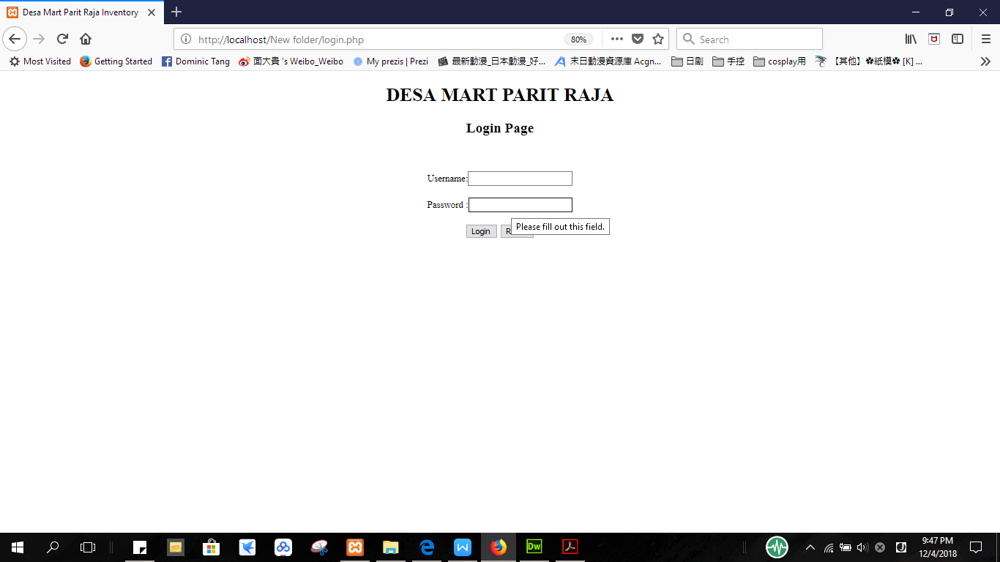 Desa Mart Parit Raja Inventory
http://localhost/New folder/login.php
80%
Search
Most Visited
Getting Started
Dominic Tang
面大貴 's Weibo_Weibo
My prezis | Prezi
最新動漫_日本動漫_好...
末日動漫資源庫 Acgn...
日剧
手控
cosplay用
【其他】✽紙模✽ [K] ...
DESA MART PARIT RAJA
Login Page
Username:
Password :
Please fill out this field.
Login
R
Dw
9:47 PM
12/4/2018